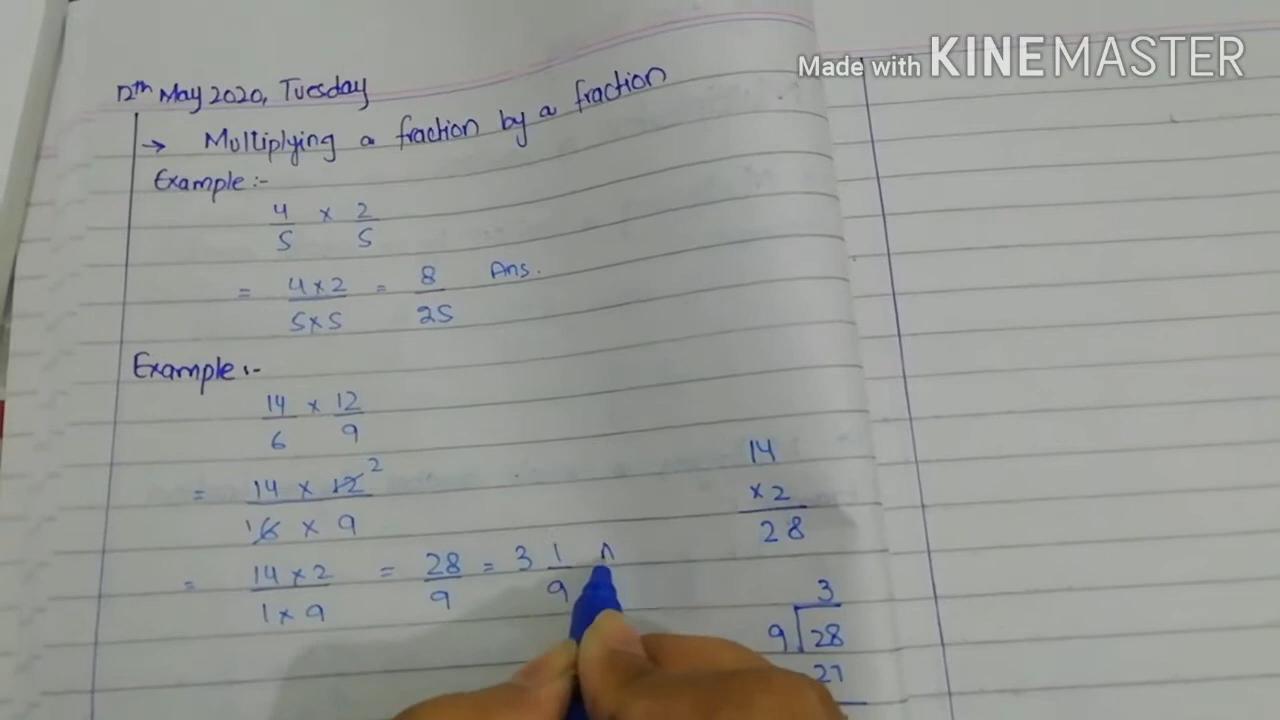 Made with KINEMASTER
12th May 2020, Tuesday
→ Multiplying a fraction by a fraction
Example :-
4/5 × 2/5
= 4×2/5×5 = 8/25 Ans.
Example :-
14/6 × 12/9
= 14 × 12 2/1 6 × 9
= 14 × 2/1 × 9 = 28/9 = 3 1/9
14
× 2
28
3
9 28
27